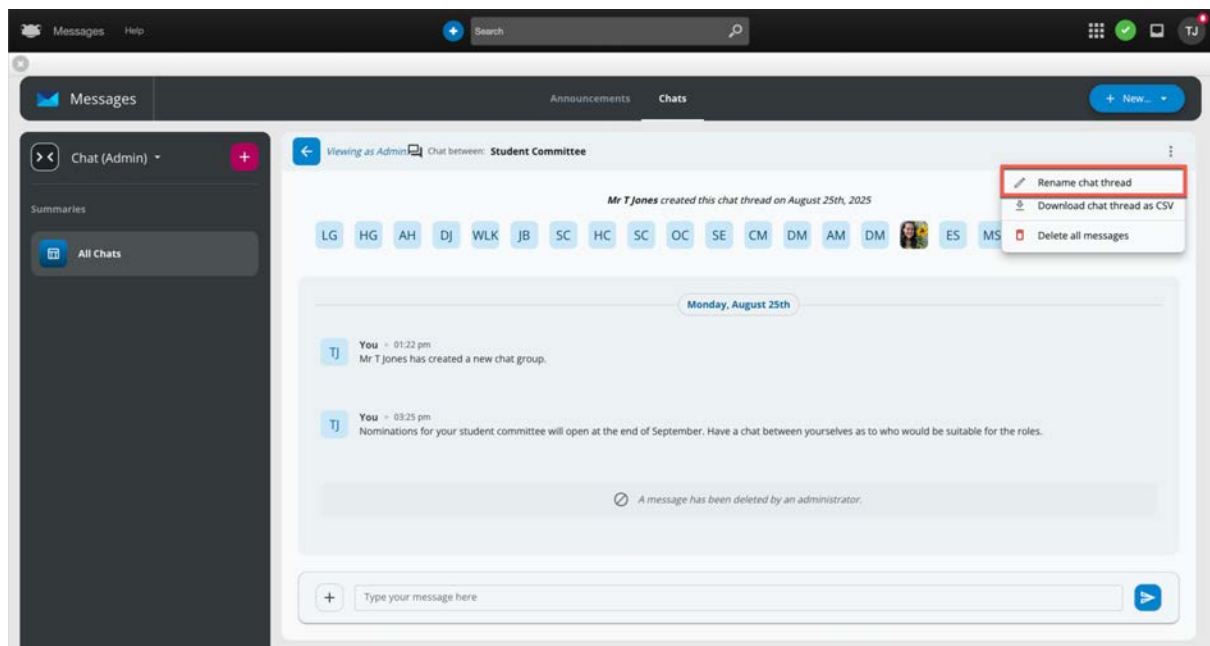 Messages Help Search TJ
Messages Announcements Chats + New...
Chat (Admin) +
Summaries
All Chats
Viewing as Admin Chat between: Student Committee
Rename chat thread
Download chat thread as CSV
Delete all messages
Mr T Jones created this chat thread on August 25th, 2025
LG HG AH DJ WLK JB SC HC SC OC SE CM DM AM DM ES MS
Monday, August 25th
TJ You 01:22 pm
Mr T Jones has created a new chat group.
TJ You 03:25 pm
Nominations for your student committee will open at the end of September. Have a chat between yourselves as to who would be suitable for the roles.
A message has been deleted by an administrator.
+ Type your message here